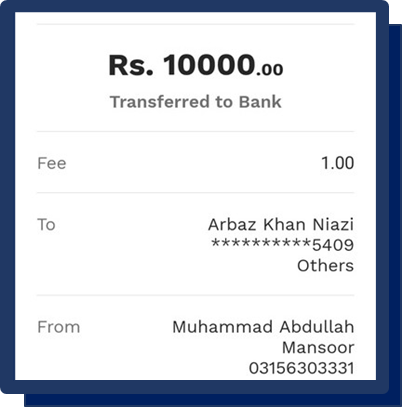 Rs. 10000.00
Transferred to Bank
Fee 1.00
To Arbaz Khan Niazi
**********5409
Others
From Muhammad Abdullah
Mansoor
03156303331